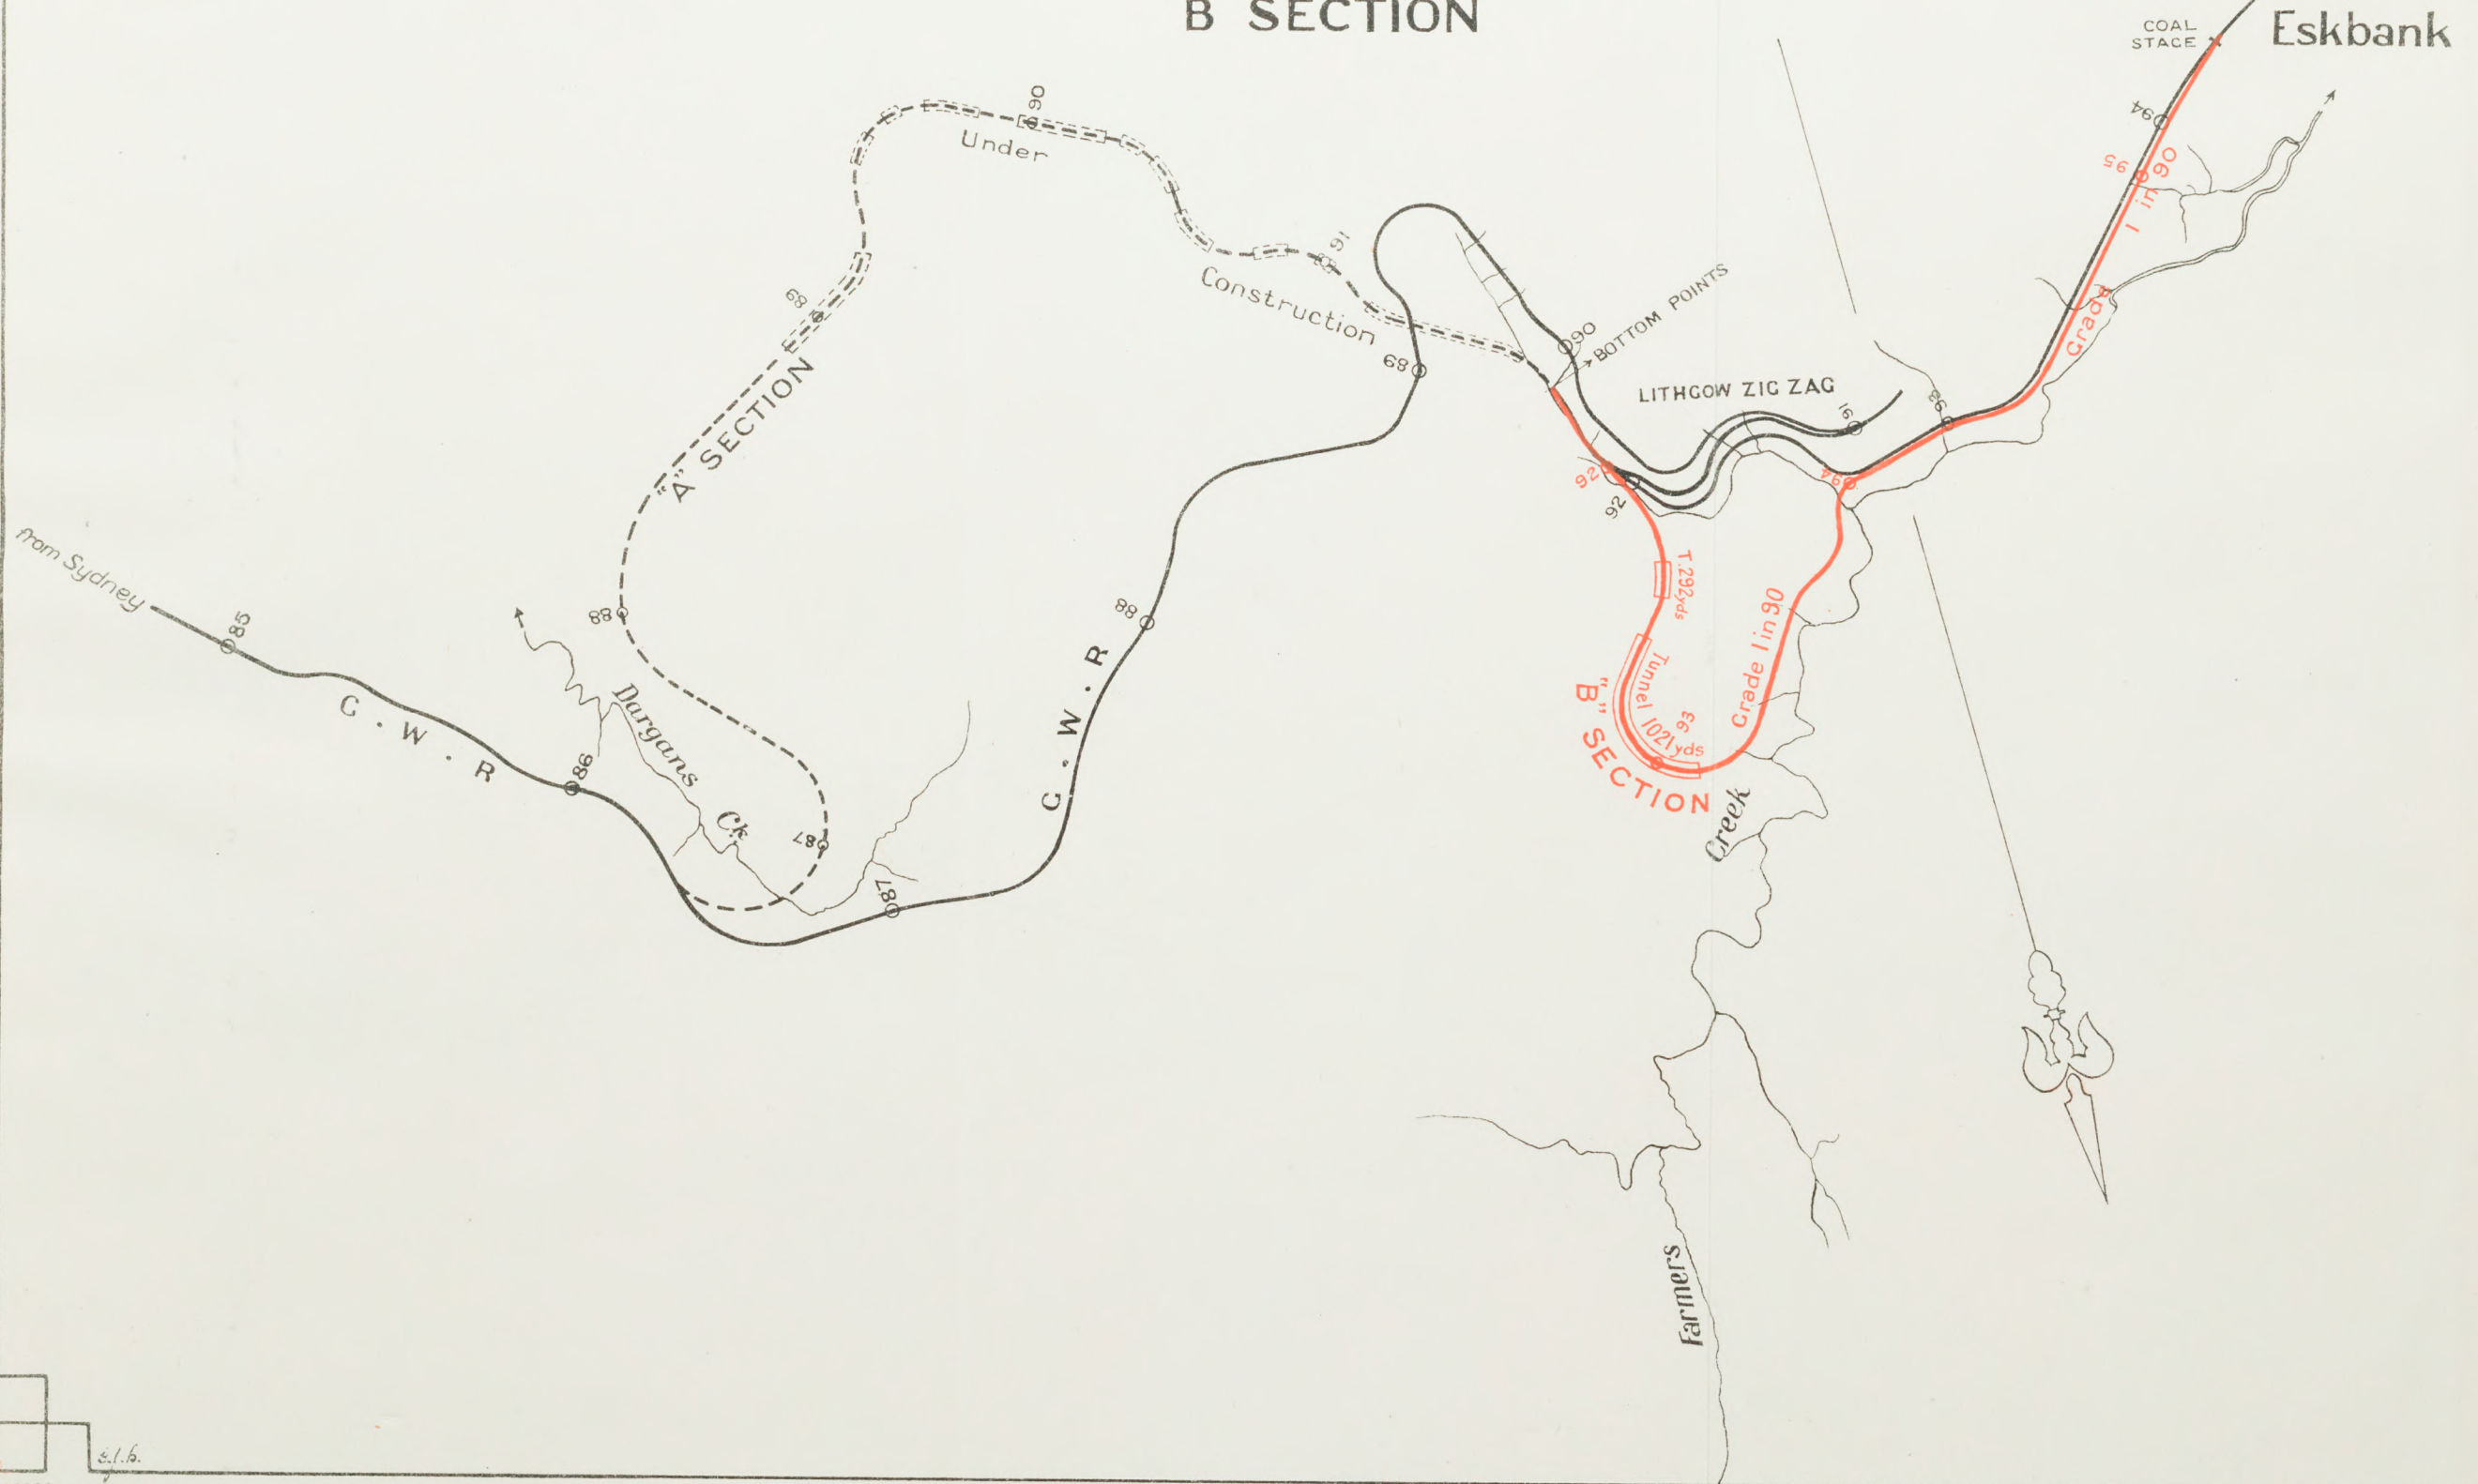 B SECTION
COAL
STAGE
Eskbank
94
95
1 in 90
Grade
90
Under
91
Construction
89
"A" SECTION
89
90
BOTTOM POINTS
LITHGOW ZIG ZAG
91
93
94
92
92
from Sydney
85
G . W . R
86
88
Dargans
Ck.
87
87
88
G . W . R
T. 292yds
Tunnel 1021yds
93
"B" SECTION
Grade 1 in 90
Creek
Farmers